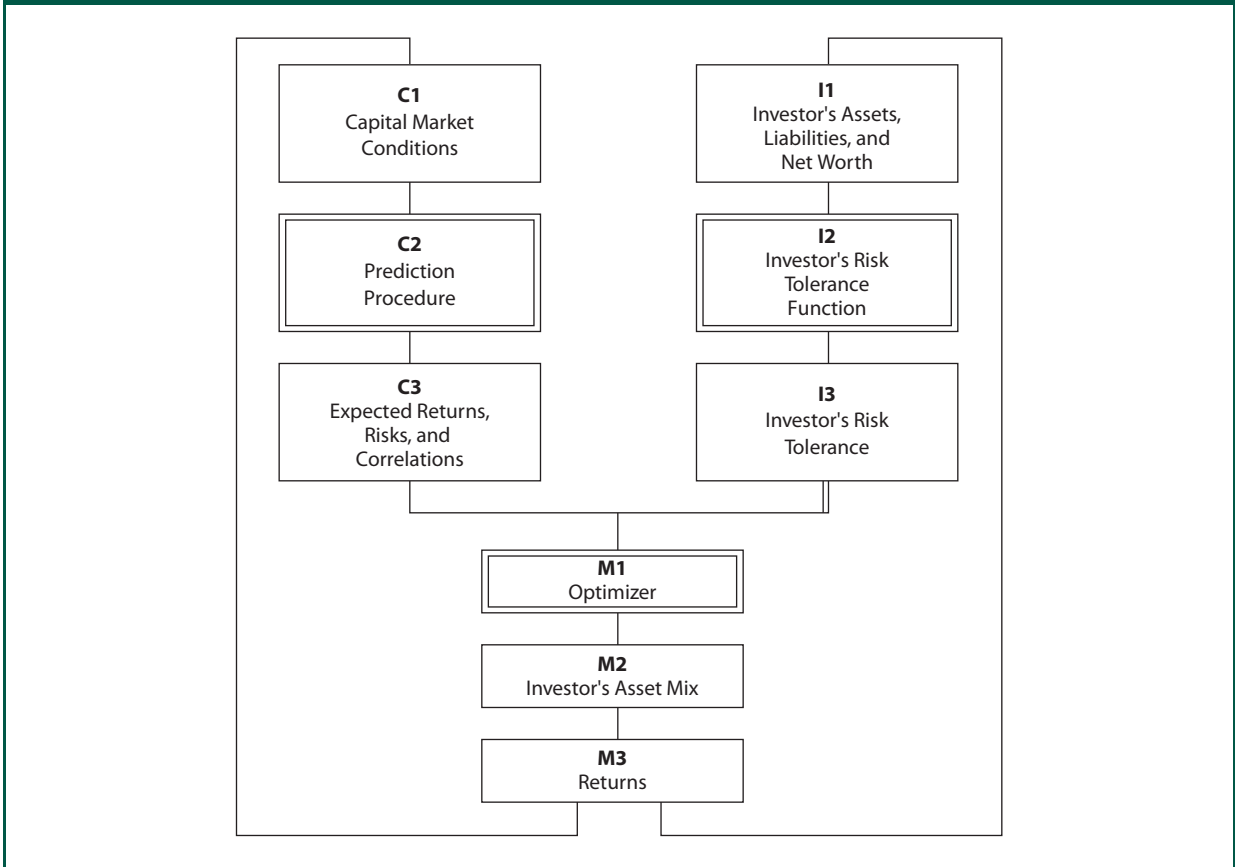 C1
Capital Market
Conditions
C2
Prediction
Procedure
C3
Expected Returns,
Risks, and
Correlations
I1
Investor's Assets,
Liabilities, and
Net Worth
I2
Investor's Risk
Tolerance
Function
I3
Investor's Risk
Tolerance
M1
Optimizer
M2
Investor's Asset Mix
M3
Returns